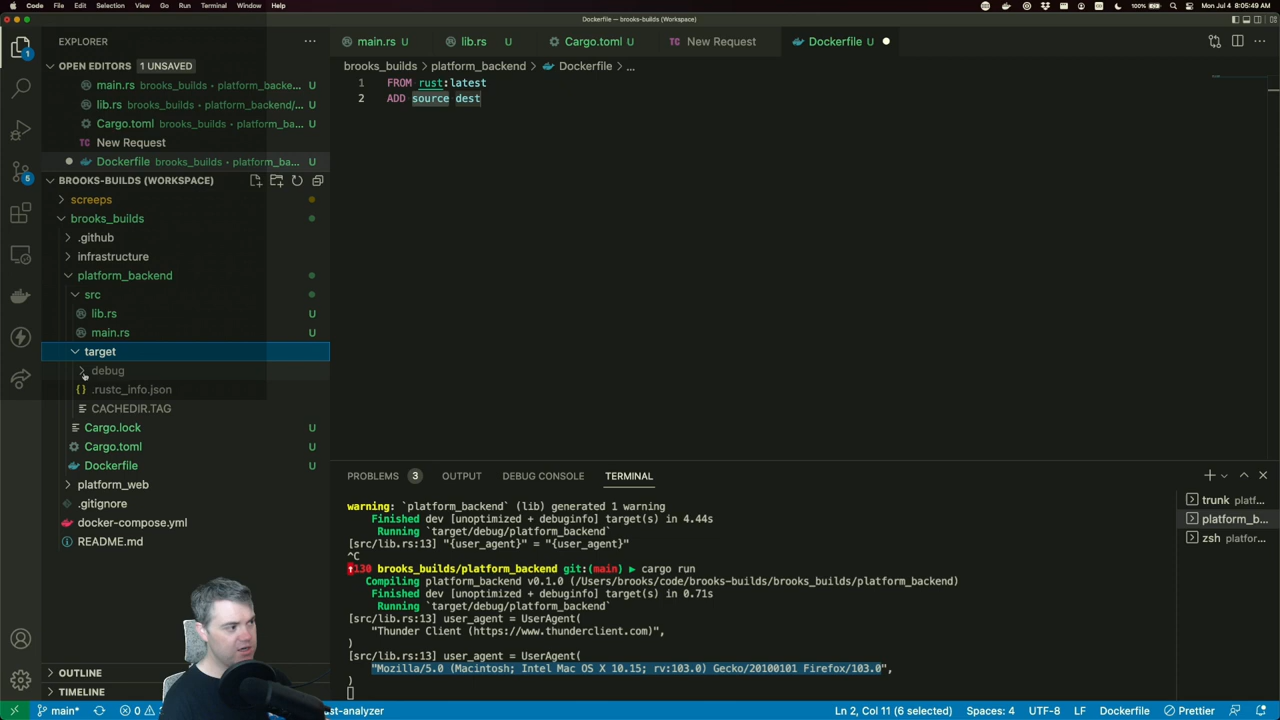 Code File Edit Selection View Go Run Terminal Window Help
100% Mon Jul 4 8:05:49 AM
Dockerfile — brooks-builds (Workspace)
EXPLORER
main.rs U
lib.rs U
Cargo.toml U
TC New Request
Dockerfile U
OPEN EDITORS 1 UNSAVED
brooks_builds > platform_backend > Dockerfile > ...
main.rs brooks_builds • platform_backe...
1 FROM rust:latest
lib.rs brooks_builds • platform_backend/...
2 ADD source dest
Cargo.toml brooks_builds • platform_ba... U
TC New Request
Dockerfile brooks_builds • platform_ba... U
BROOKS-BUILDS (WORKSPACE)
screeps
brooks_builds
.github
infrastructure
platform_backend
src
lib.rs U
main.rs U
target
debug
{} .rustc_info.json
CACHEDIR.TAG
Cargo.lock U
Cargo.toml U
Dockerfile U
platform_web
.gitignore
docker-compose.yml
README.md
OUTLINE
TIMELINE
PROBLEMS 3 OUTPUT DEBUG CONSOLE TERMINAL
warning: `platform_backend` (lib) generated 1 warning
Finished dev [unoptimized + debuginfo] target(s) in 4.44s
Running `target/debug/platform_backend`
[src/lib.rs:13] "{user_agent}" = "{user_agent}"
^C
130 brooks_builds/platform_backend git:(main) ▶ cargo run
Compiling platform_backend v0.1.0 (/Users/brooks/code/brooks-builds/brooks_builds/platform_backend)
Finished dev [unoptimized + debuginfo] target(s) in 0.71s
Running `target/debug/platform_backend`
[src/lib.rs:13] user_agent = UserAgent(
"Thunder Client (https://www.thunderclient.com)",
)
[src/lib.rs:13] user_agent = UserAgent(
"Mozilla/5.0 (Macintosh; Intel Mac OS X 10.15; rv:103.0) Gecko/20100101 Firefox/103.0",
)
trunk platf...
platform_b...
zsh platfor...
main* 0 Ln 2, Col 11 (6 selected) Spaces: 4 UTF-8 LF Dockerfile Prettier